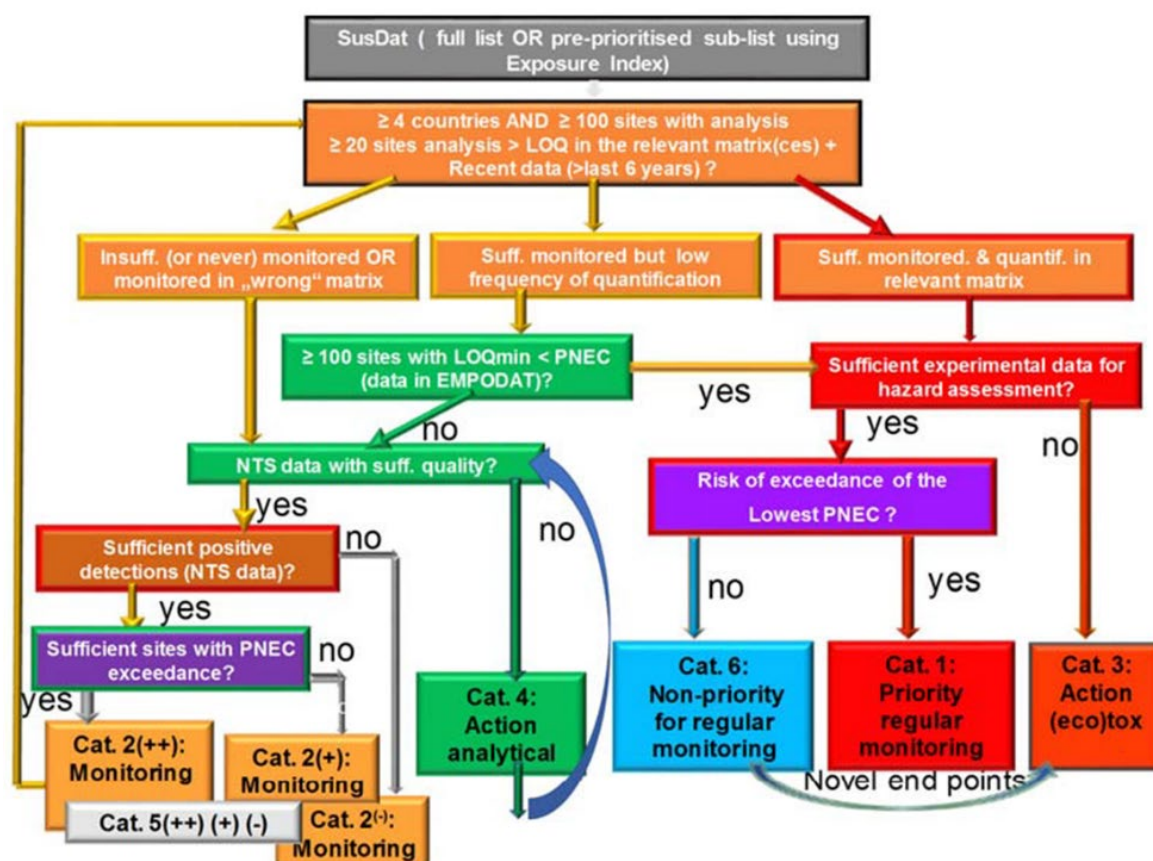 SusDat ( full list OR pre-prioritised sub-list using
Exposure Index)
≥ 4 countries AND ≥ 100 sites with analysis
≥ 20 sites analysis > LOQ in the relevant matrix(ces) +
Recent data (>last 6 years) ?
Insuff. (or never) monitored OR
monitored in „wrong“ matrix
Suff. monitored but low
frequency of quantification
Suff. monitored. & quantif. in
relevant matrix
≥ 100 sites with LOQmin < PNEC
(data in EMPODAT)?
yes
Sufficient experimental data for
hazard assessment?
no
yes
no
NTS data with suff. quality?
Risk of exceedance of the
Lowest PNEC ?
yes
no
Sufficient positive
detections (NTS data)?
no
no
yes
yes
Sufficient sites with PNEC
exceedance?
no
yes
Cat. 4:
Action
analytical
Cat. 6:
Non-priority
for regular
monitoring
Cat. 1:
Priority
regular
monitoring
Cat. 3:
Action
(eco)tox
Novel end points
Cat. 2(++):
Monitoring
Cat. 2(+):
Monitoring
Cat. 5(++) (+) (-)
Cat. 2(-):
Monitoring